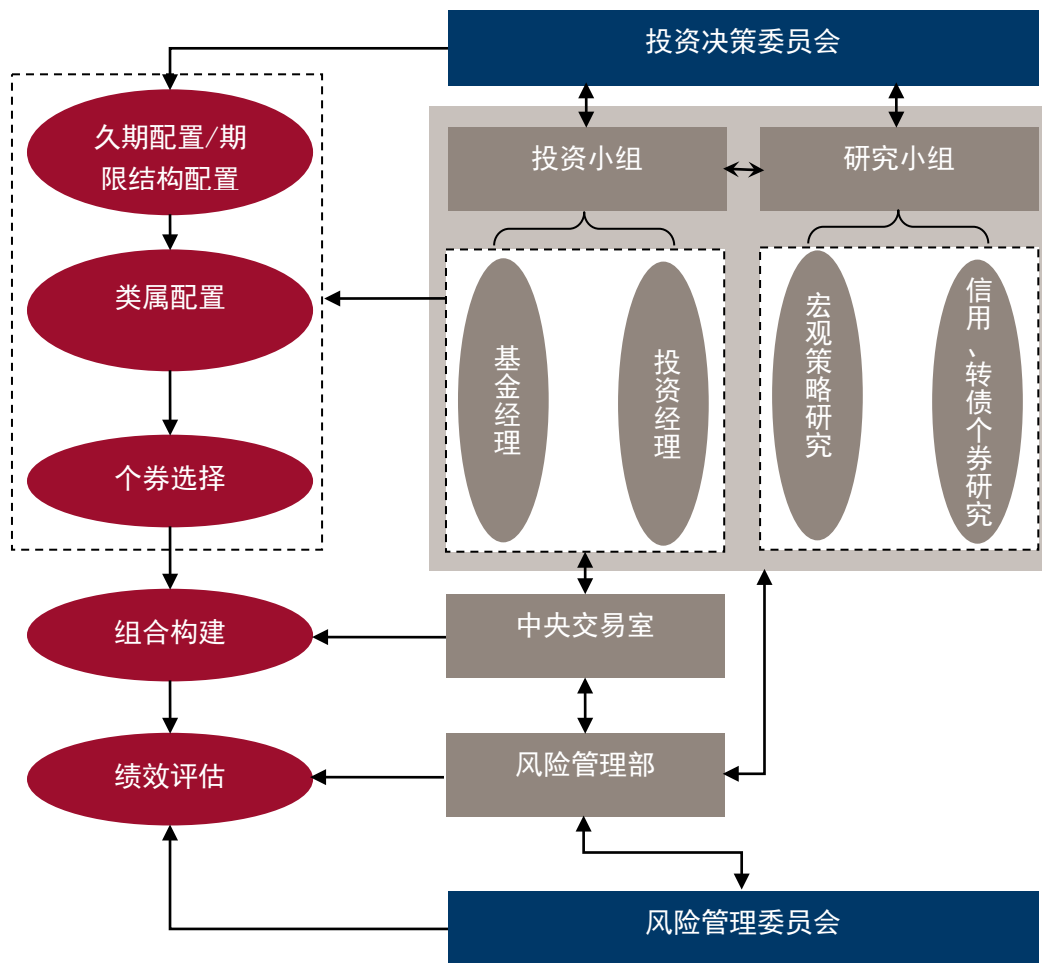 投资决策委员会
久期配置/期
限结构配置
投资小组
研究小组
类属配置
基金经理
投资经理
宏观策略研究
信用、转债个券研究
个券选择
组合构建
中央交易室
绩效评估
风险管理部
风险管理委员会